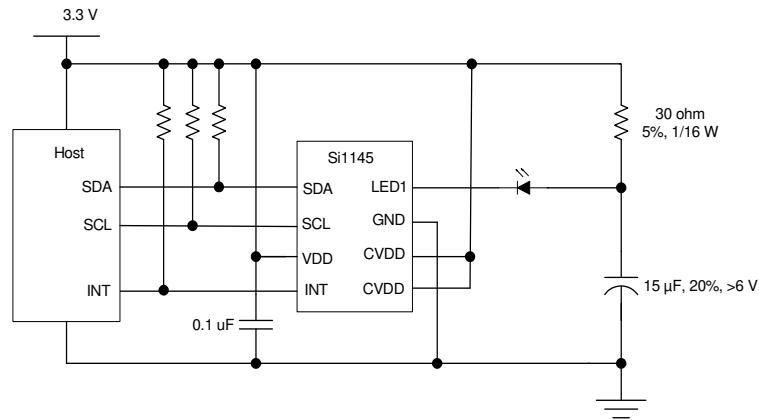 3.3 V
30 ohm
5%, 1/16 W
Host
Si1145
SDA
SDA
LED1
SCL
SCL
GND
VDD
CVDD
INT
INT
CVDD
15 µF, 20%, >6 V
0.1 uF